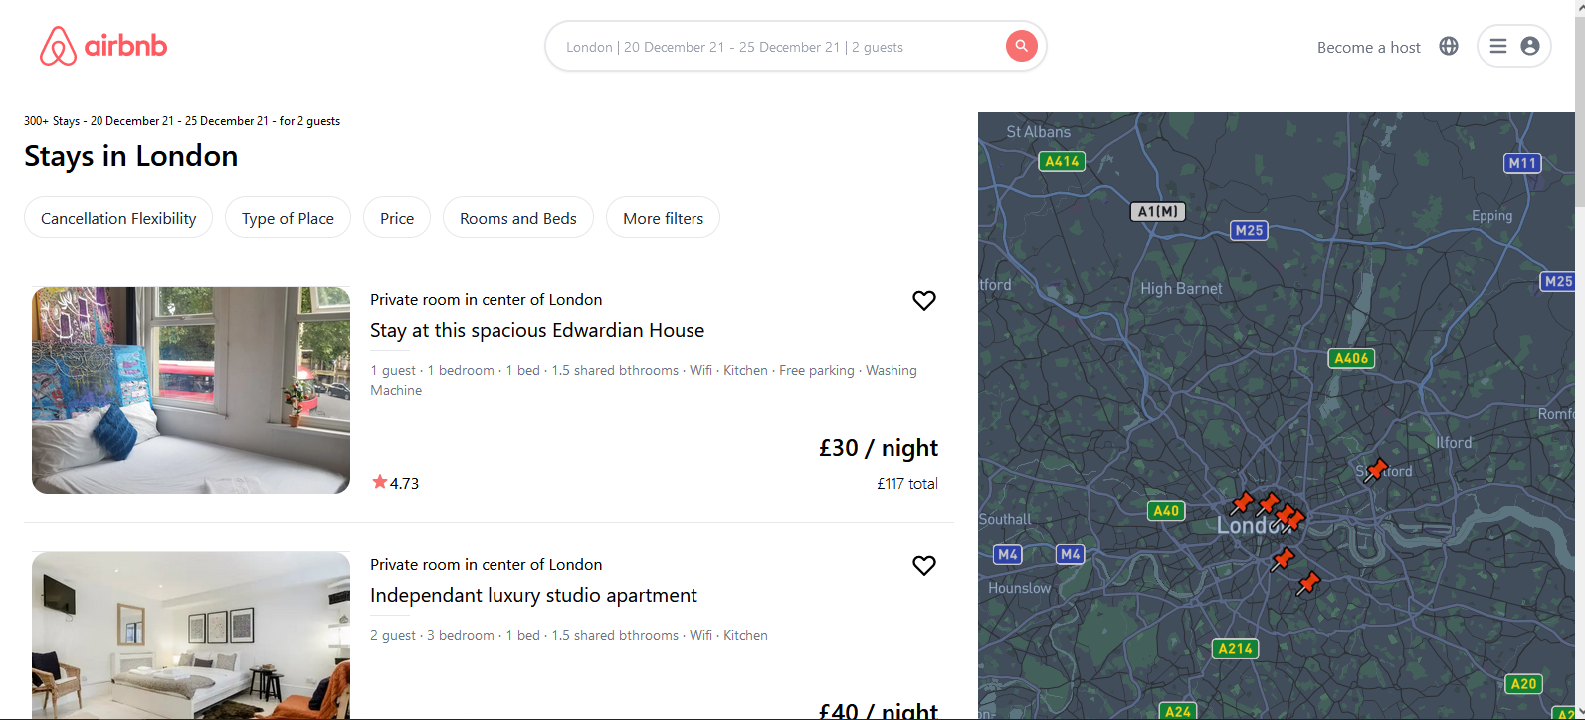 airbnb
London | 20 December 21 - 25 December 21 | 2 guests
Become a host
300+ Stays - 20 December 21 - 25 December 21 - for 2 guests
Stays in London
Cancellation Flexibility
Type of Place
Price
Rooms and Beds
More filters
Private room in center of London
Stay at this spacious Edwardian House
1 guest · 1 bedroom · 1 bed · 1.5 shared bthrooms · Wifi · Kitchen · Free parking · Washing
Machine
£30 / night
4.73
£117 total
Private room in center of London
Independant luxury studio apartment
2 guest · 3 bedroom · 1 bed · 1.5 shared bthrooms · Wifi · Kitchen
£40 / night
St Albans
A414
M11
A1(M)
M25
Epping
tford
High Barnet
M25
A406
Romf
Ilford
A40
Southall
London
M4
M4
Hounslow
A214
A20
A24
A2